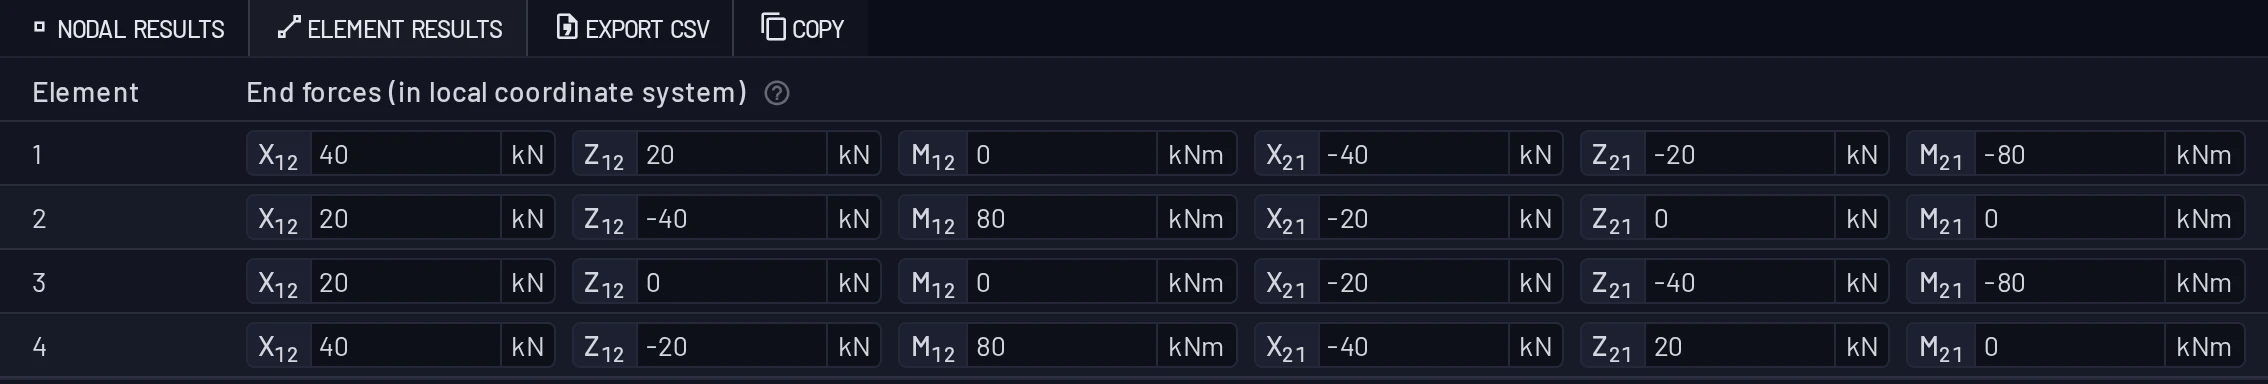 NODAL RESULTS ELEMENT RESULTS EXPORT CSV COPY
Element End forces (in local coordinate system) ?
1 X12 40 kN Z12 20 kN M12 0 kNm X21 -40 kN Z21 -20 kN M21 -80 kNm
2 X12 20 kN Z12 -40 kN M12 80 kNm X21 -20 kN Z21 0 kN M21 0 kNm
3 X12 20 kN Z12 0 kN M12 0 kNm X21 -20 kN Z21 -40 kN M21 -80 kNm
4 X12 40 kN Z12 -20 kN M12 80 kNm X21 -40 kN Z21 20 kN M21 0 kNm